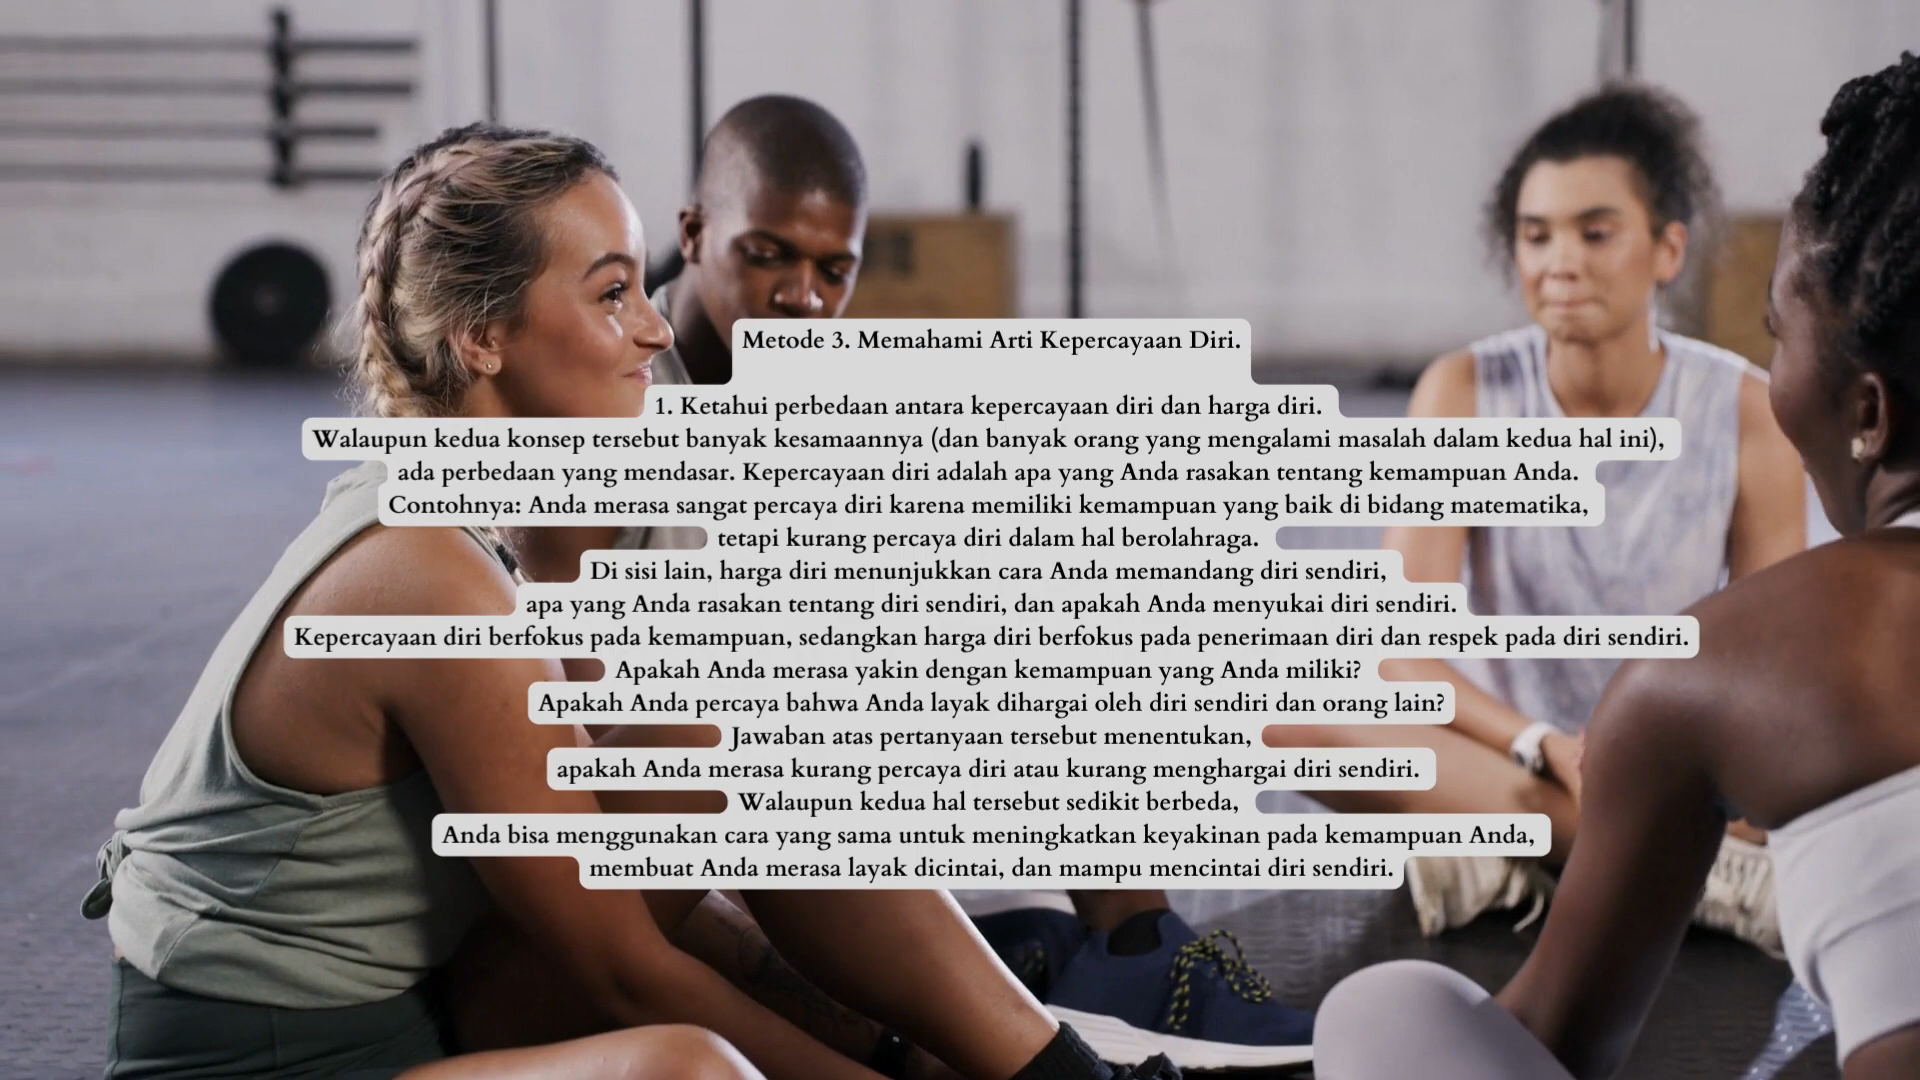 Metode 3. Memahami Arti Kepercayaan Diri.
1. Ketahui perbedaan antara kepercayaan diri dan harga diri.
Walaupun kedua konsep tersebut banyak kesamaannya (dan banyak orang yang mengalami masalah dalam kedua hal ini),
ada perbedaan yang mendasar. Kepercayaan diri adalah apa yang Anda rasakan tentang kemampuan Anda.
Contohnya: Anda merasa sangat percaya diri karena memiliki kemampuan yang baik di bidang matematika,
tetapi kurang percaya diri dalam hal berolahraga.
Di sisi lain, harga diri menunjukkan cara Anda memandang diri sendiri,
apa yang Anda rasakan tentang diri sendiri, dan apakah Anda menyukai diri sendiri.
Kepercayaan diri berfokus pada kemampuan, sedangkan harga diri berfokus pada penerimaan diri dan respek pada diri sendiri.
Apakah Anda merasa yakin dengan kemampuan yang Anda miliki?
Apakah Anda percaya bahwa Anda layak dihargai oleh diri sendiri dan orang lain?
Jawaban atas pertanyaan tersebut menentukan,
apakah Anda merasa kurang percaya diri atau kurang menghargai diri sendiri.
Walaupun kedua hal tersebut sedikit berbeda,
Anda bisa menggunakan cara yang sama untuk meningkatkan keyakinan pada kemampuan Anda,
membuat Anda merasa layak dicintai, dan mampu mencintai diri sendiri.